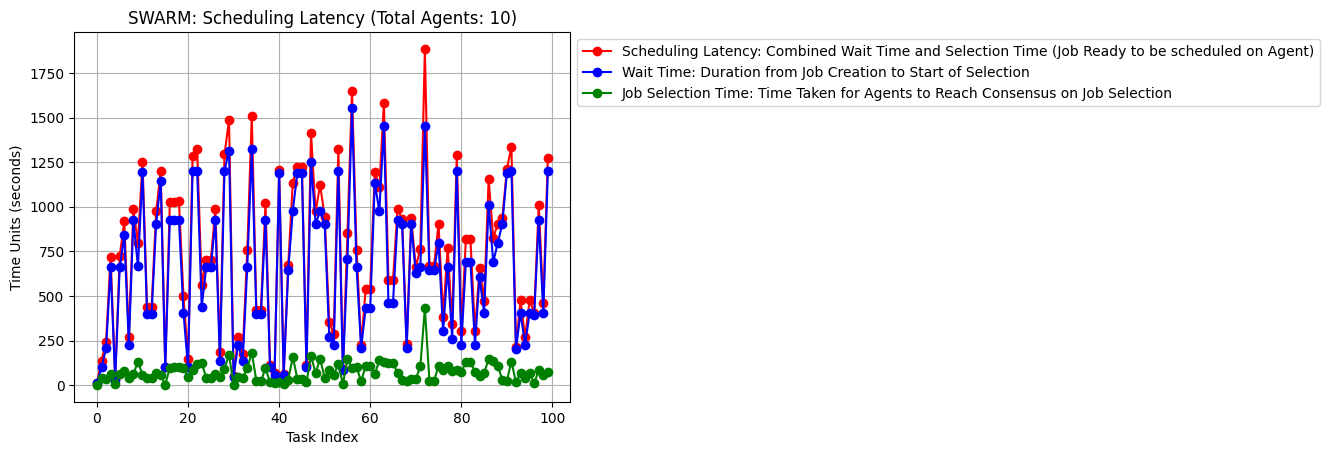 SWARM: Scheduling Latency (Total Agents: 10)
Scheduling Latency: Combined Wait Time and Selection Time (Job Ready to be scheduled on Agent)
Wait Time: Duration from Job Creation to Start of Selection
Job Selection Time: Time Taken for Agents to Reach Consensus on Job Selection
Time Units (seconds)
1750
1500
1250
1000
750
500
250
0
0 20 40 60 80 100
Task Index